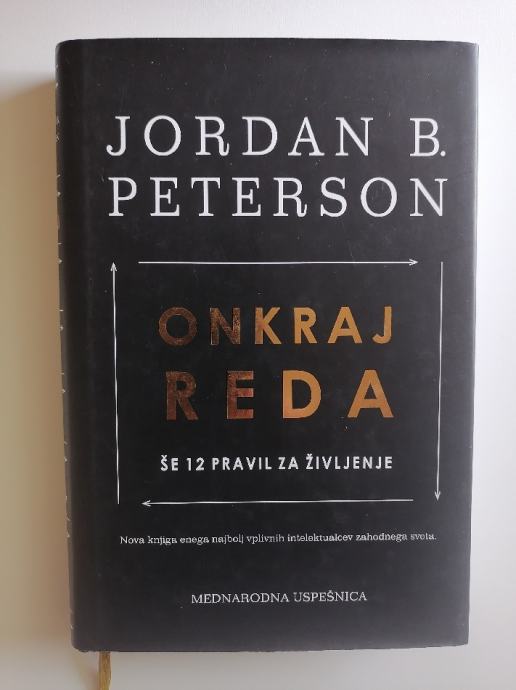 JORDAN B.
PETERSON
ONKRAJ
REDA
ŠE 12 PRAVIL ZA ŽIVLJENJE
Nova knjiga enega najbolj vplivnih intelektualcev zahodnega sveta.
MEDNARODNA USPEŠNICA